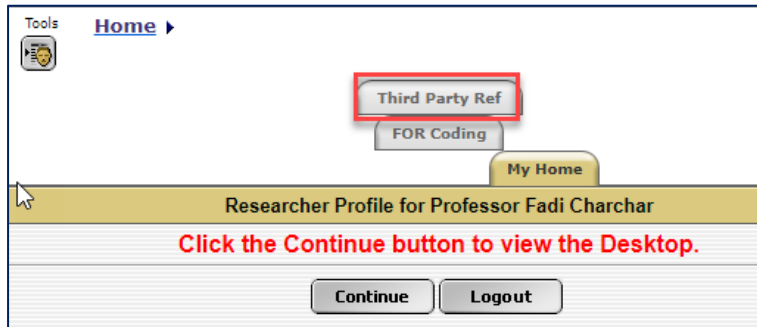 Tools
Home
Third Party Ref
FOR Coding
My Home
Researcher Profile for Professor Fadi Charchar
Click the Continue button to view the Desktop.
Continue Logout